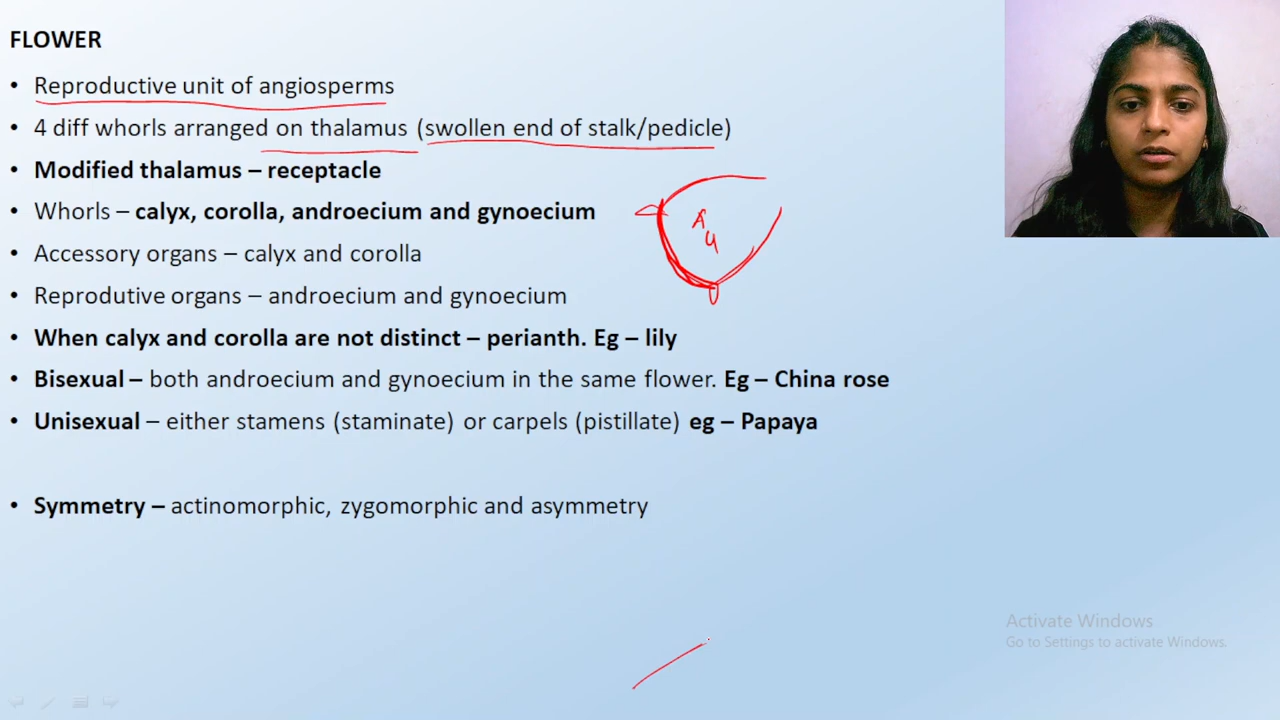 FLOWER
• Reproductive unit of angiosperms
• 4 diff whorls arranged on thalamus (swollen end of stalk/pedicle)
• Modified thalamus – receptacle
• Whorls – calyx, corolla, androecium and gynoecium
• Accessory organs – calyx and corolla
• Reprodutive organs – androecium and gynoecium
• When calyx and corolla are not distinct – perianth. Eg – lily
• Bisexual – both androecium and gynoecium in the same flower. Eg – China rose
• Unisexual – either stamens (staminate) or carpels (pistillate) eg – Papaya
• Symmetry – actinomorphic, zygomorphic and asymmetry
Activate Windows
Go to Settings to activate Windows.